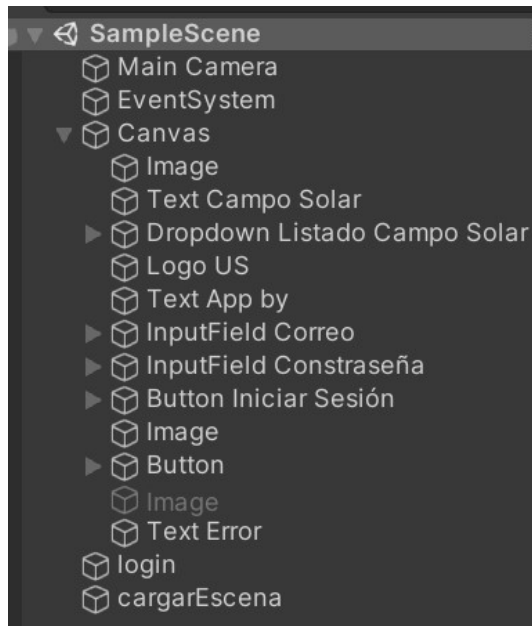 SampleScene
Main Camera
EventSystem
Canvas
Image
Text Campo Solar
Dropdown Listado Campo Solar
Logo US
Text App by
InputField Correo
InputField Constraseña
Button Iniciar Sesión
Image
Button
Image
Text Error
login
cargarEscena